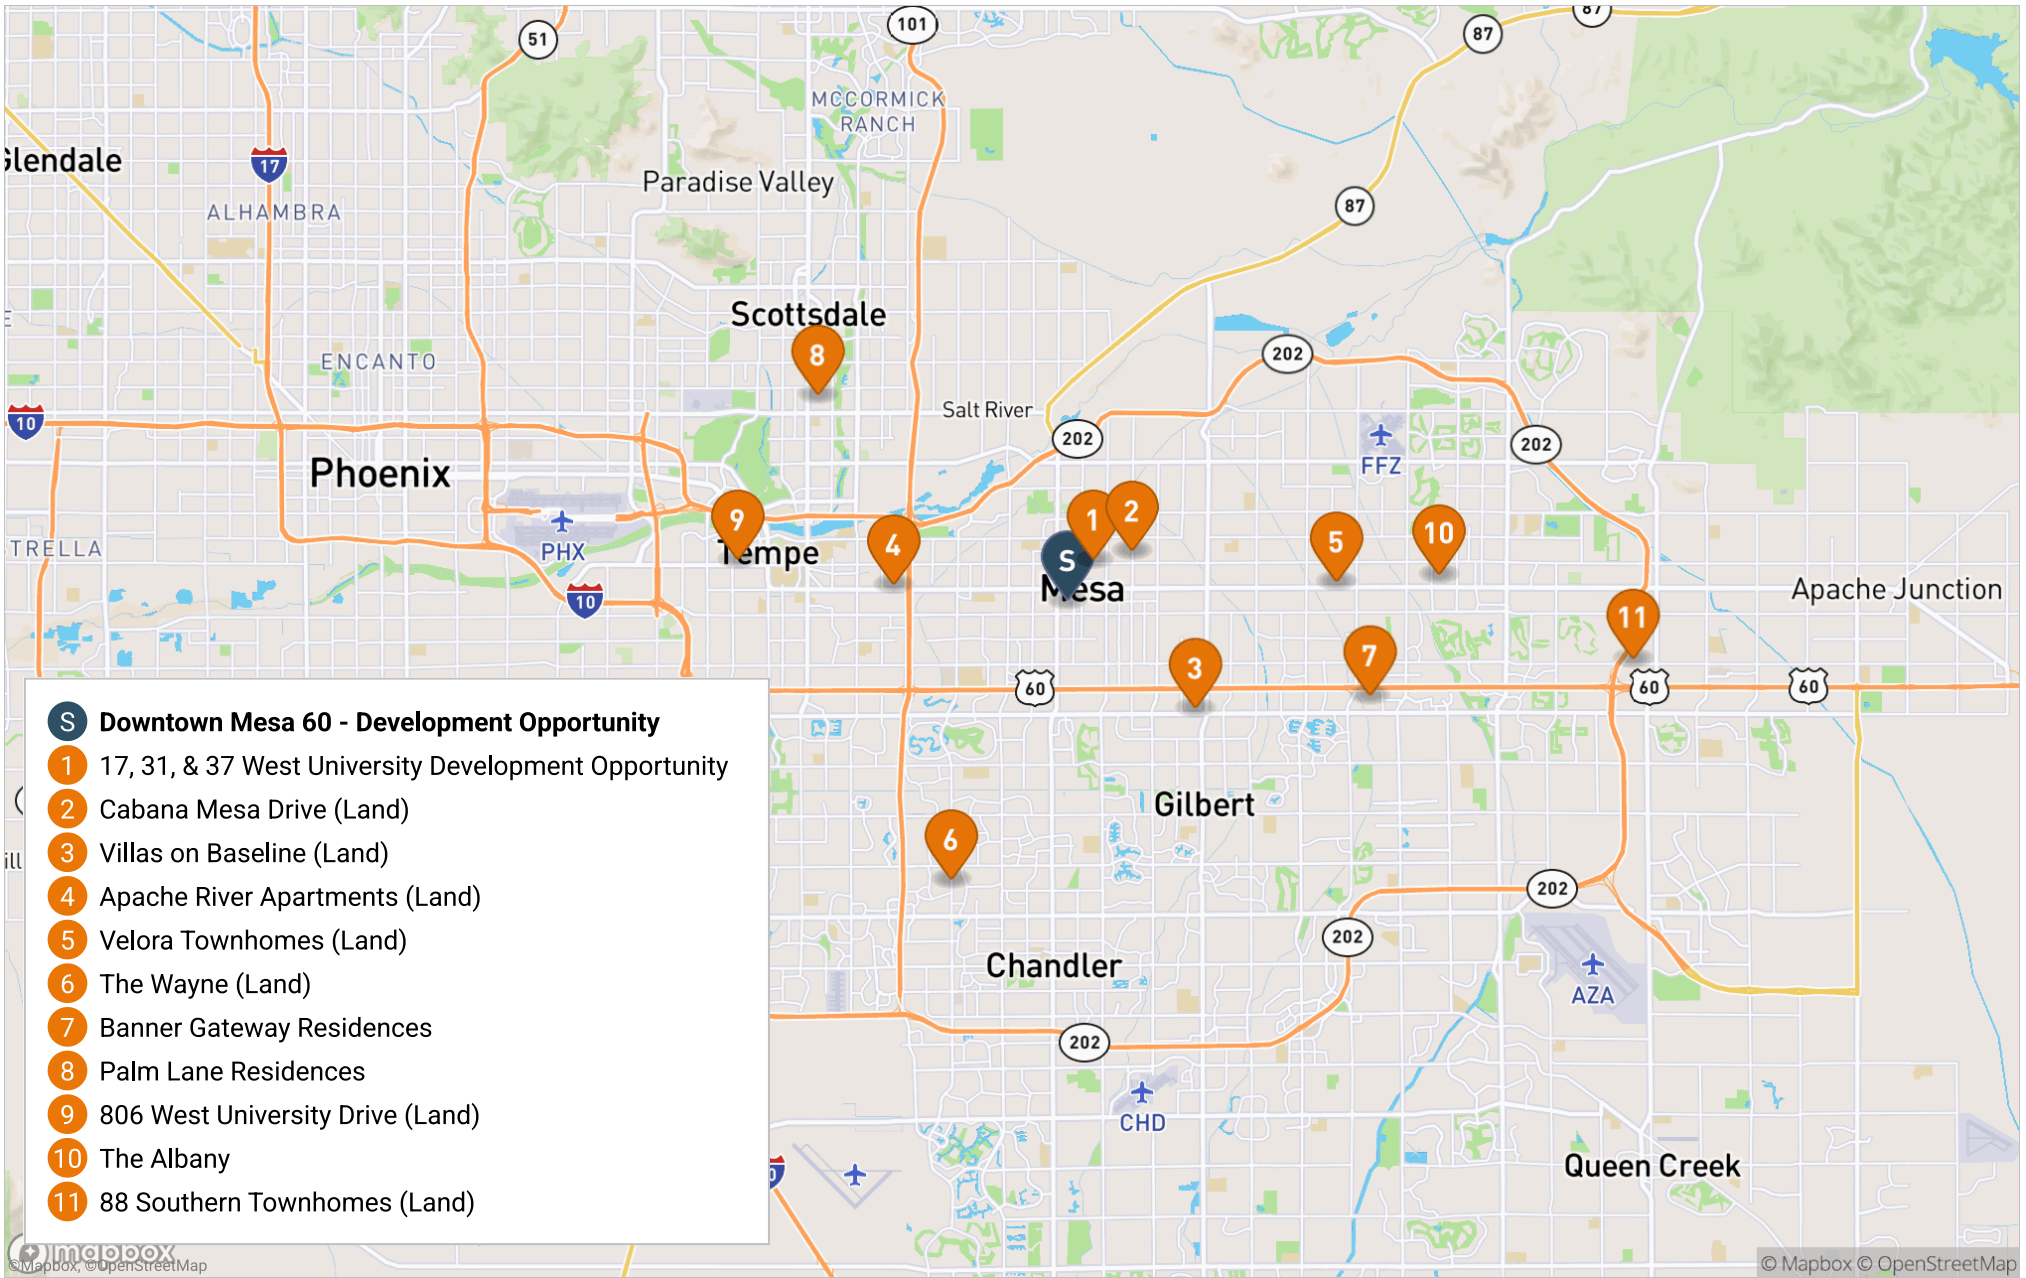 51
101
87
87
MCCORMICK
RANCH
Glendale
17
Paradise Valley
ALHAMBRA
87
Scottsdale
8
202
ENCANTO
Salt River
10
202
FFZ
202
Phoenix
PHX
9
Tempe
4
1
2
S
Mesa
5
10
TRELLA
10
Apache Junction
11
3
7
60
60
60
S Downtown Mesa 60 - Development Opportunity
1 17, 31, & 37 West University Development Opportunity
2 Cabana Mesa Drive (Land)
3 Villas on Baseline (Land)
4 Apache River Apartments (Land)
5 Velora Townhomes (Land)
6 The Wayne (Land)
7 Banner Gateway Residences
8 Palm Lane Residences
9 806 West University Drive (Land)
10 The Albany
11 88 Southern Townhomes (Land)
Gilbert
6
ill
202
202
Chandler
AZA
202
CHD
Queen Creek
mapbox
©Mapbox, ©OpenStreetMap
© Mapbox © OpenStreetMap